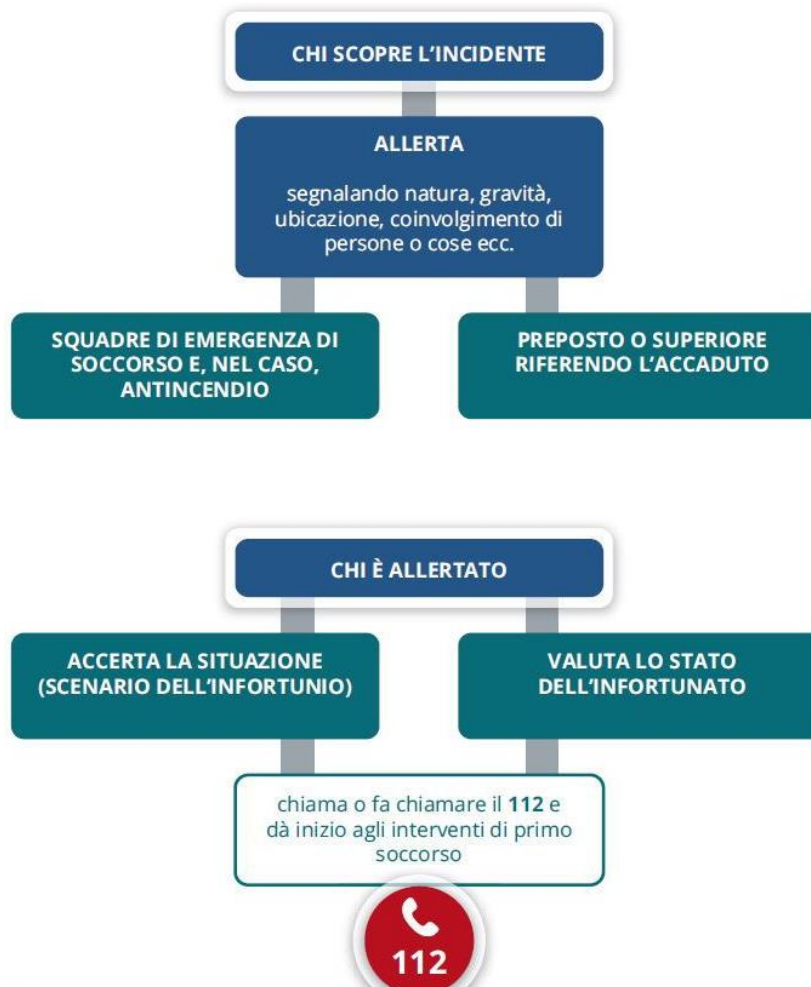 CHI SCOPRE L'INCIDENTE
ALLERTA
segnalando natura, gravità,
ubicazione, coinvolgimento di
persone o cose ecc.
SQUADRE DI EMERGENZA DI
SOCCORSO E, NEL CASO,
ANTINCENDIO
PREPOSTO O SUPERIORE
RIFERENDO L'ACCADUTO
CHI È ALLERTATO
ACCERTA LA SITUAZIONE
(SCENARIO DELL'INFORTUNIO)
VALUTA LO STATO
DELL'INFORTUNATO
chiama o fa chiamare il 112 e
dà inizio agli interventi di primo
soccorso
112